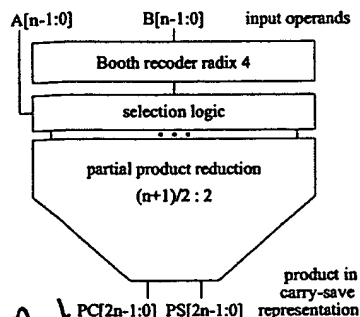 A[n-1:0] B[n-1:0] input operands
Booth recoder radix 4
selection logic
partial product reduction
(n+1)/2 : 2
product in
carry-save
PC[2n-1:0] PS[2n-1:0] representation